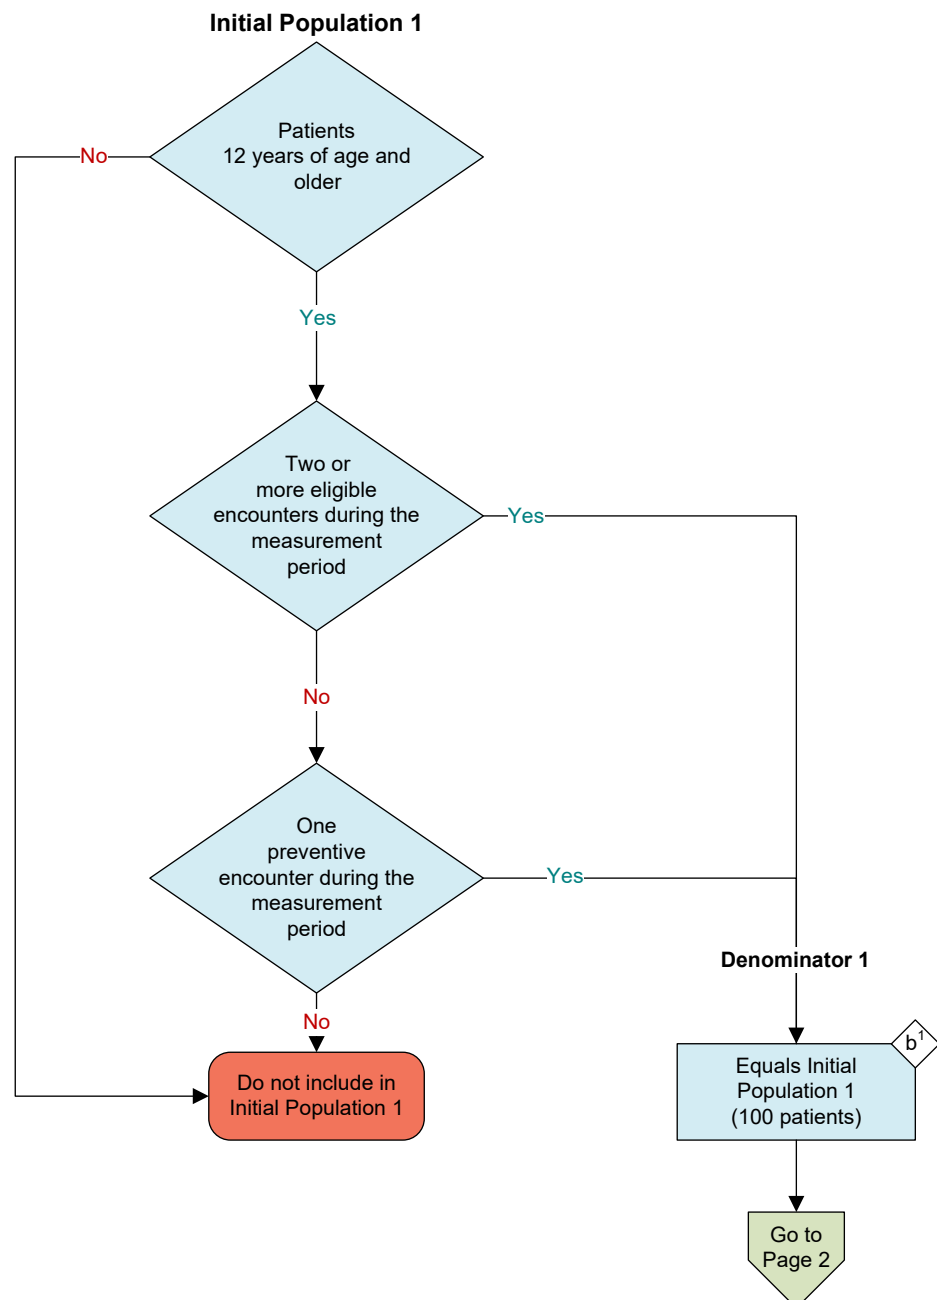 Initial Population 1
Patients
12 years of age and
older
No
Yes
Two or
more eligible
encounters during the
measurement
period
Yes
No
One
preventive
encounter during the
measurement
period
Yes
Denominator 1
No
b¹
Do not include in
Initial Population 1
Equals Initial
Population 1
(100 patients)
Go to
Page 2